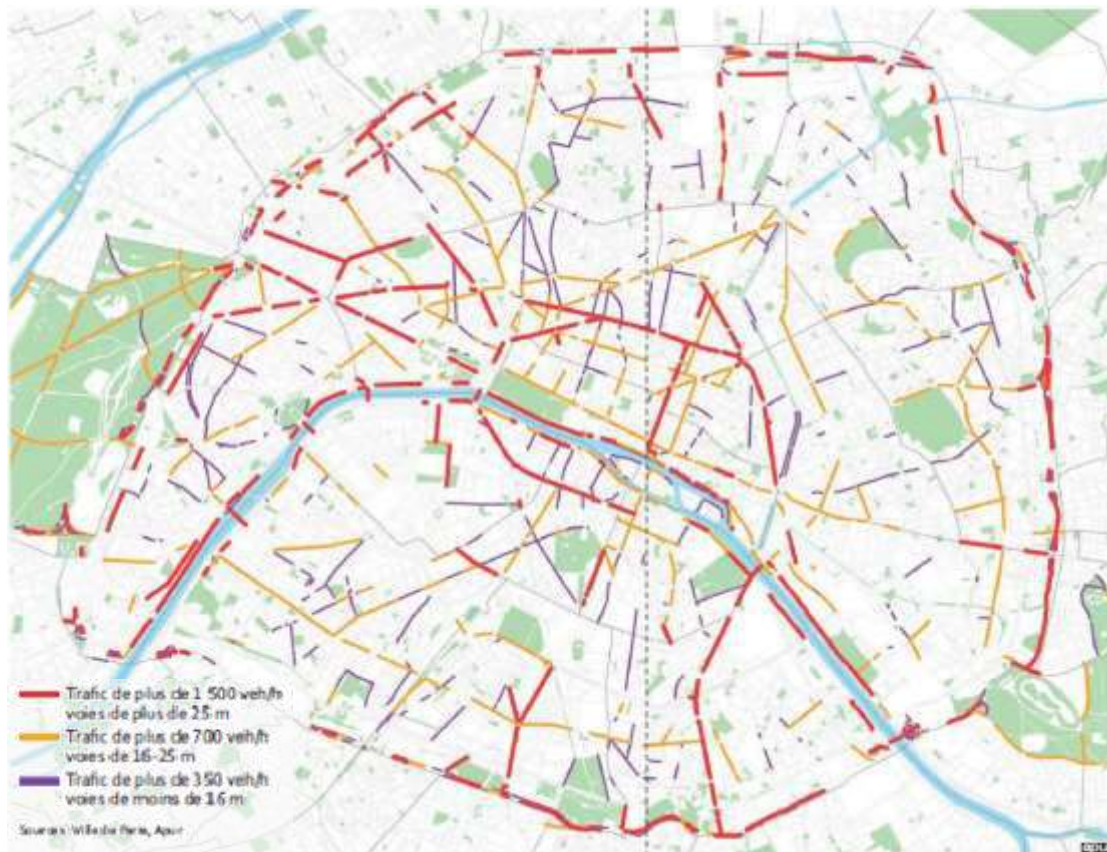 Trafic de plus de 1 500 veh/h
voies de plus de 25 m
Trafic de plus de 700 veh/h
voies de 16-25 m
Trafic de plus de 350 veh/h
voies de moins de 16 m
Sources : Ville de Paris, Apur
apur